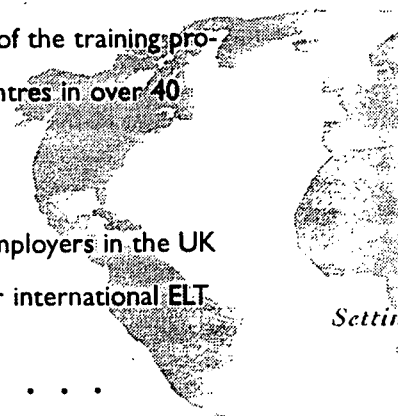 of the training pro-
ntres in over 40
mployers in the UK
r international ELT
Settin
. . .